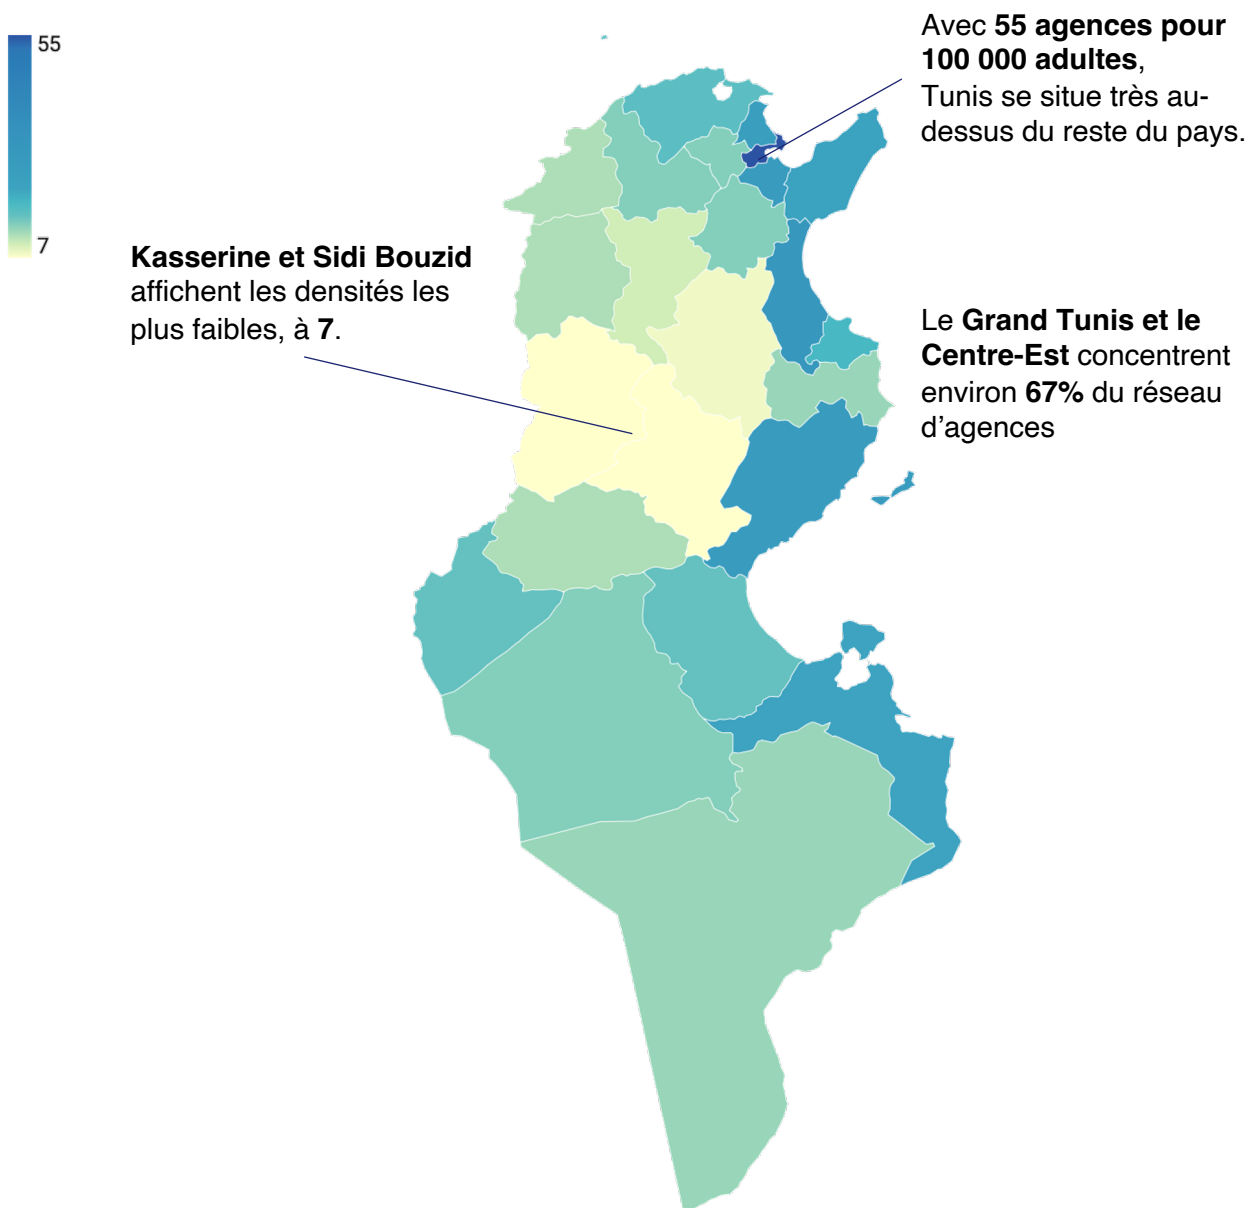 55
7
Avec 55 agences pour
100 000 adultes,
Tunis se situe très au-
dessus du reste du pays.
Kasserine et Sidi Bouzid
affichent les densités les
plus faibles, à 7.
Le Grand Tunis et le
Centre-Est concentrent
environ 67% du réseau
d’agences